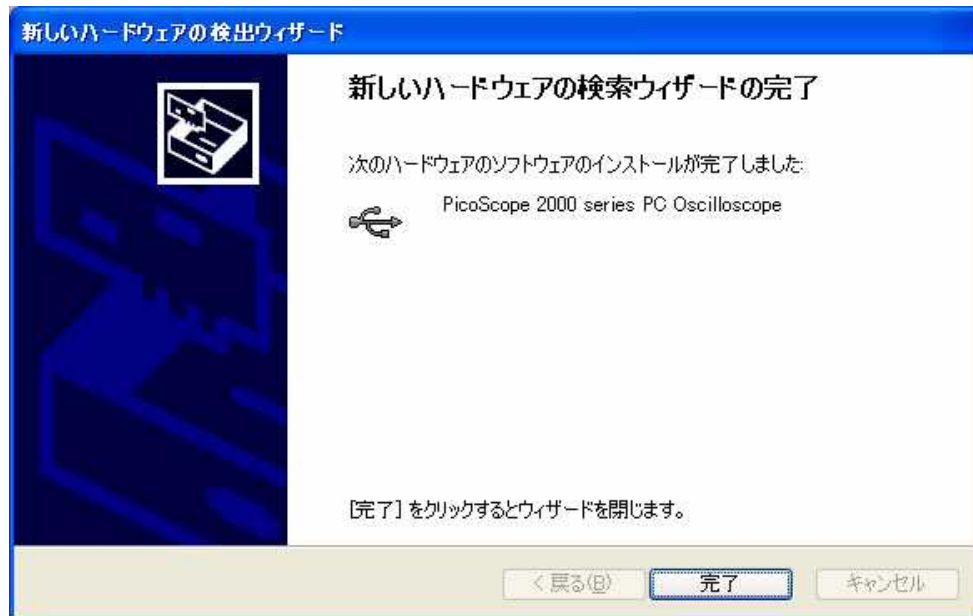 新しいハードウェアの検出ウィザード
新しいハードウェアの検索ウィザードの完了
次のハードウェアのソフトウェアのインストールが完了しました:
PicoScope 2000 series PC Oscilloscope
[完了] をクリックするとウィザードを閉じます。
< 戻る(B)
完了
キャンセル